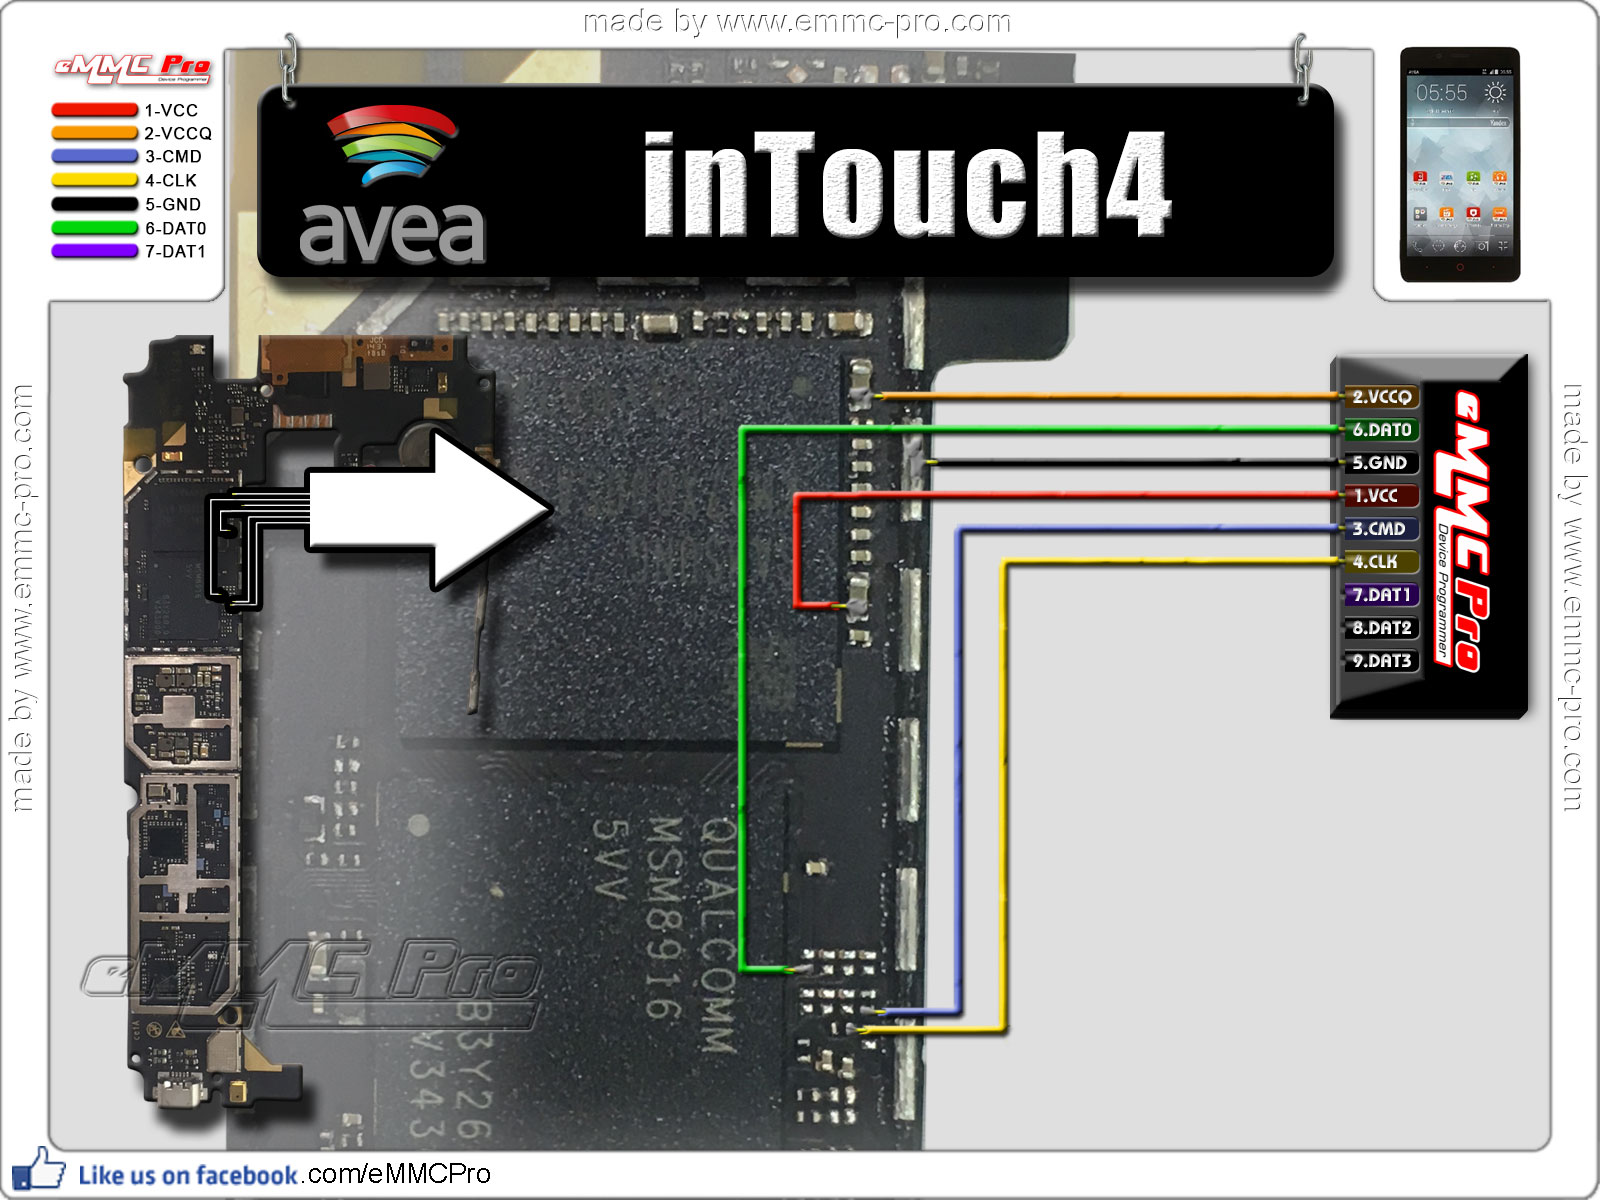 made by www.emmc-pro.com
eMMC Pro
Device Programmer
1-VCC
2-VCCQ
3-CMD
4-CLK
5-GND
6-DAT0
7-DAT1
avea
inTouch4
05:55
Yandex
2.VCCQ
6.DAT0
5.GND
1.VCC
3.CMD
4.CLK
7.DAT1
8.DAT2
9.DAT3
eMMC Pro
Device Programmer
made by www.emmc-pro.com
made by www.emmc-pro.com
QUALCOMM
MSM8916
5VV
B3Y26
W343
eMMC Pro
Like us on facebook.com/eMMCPro